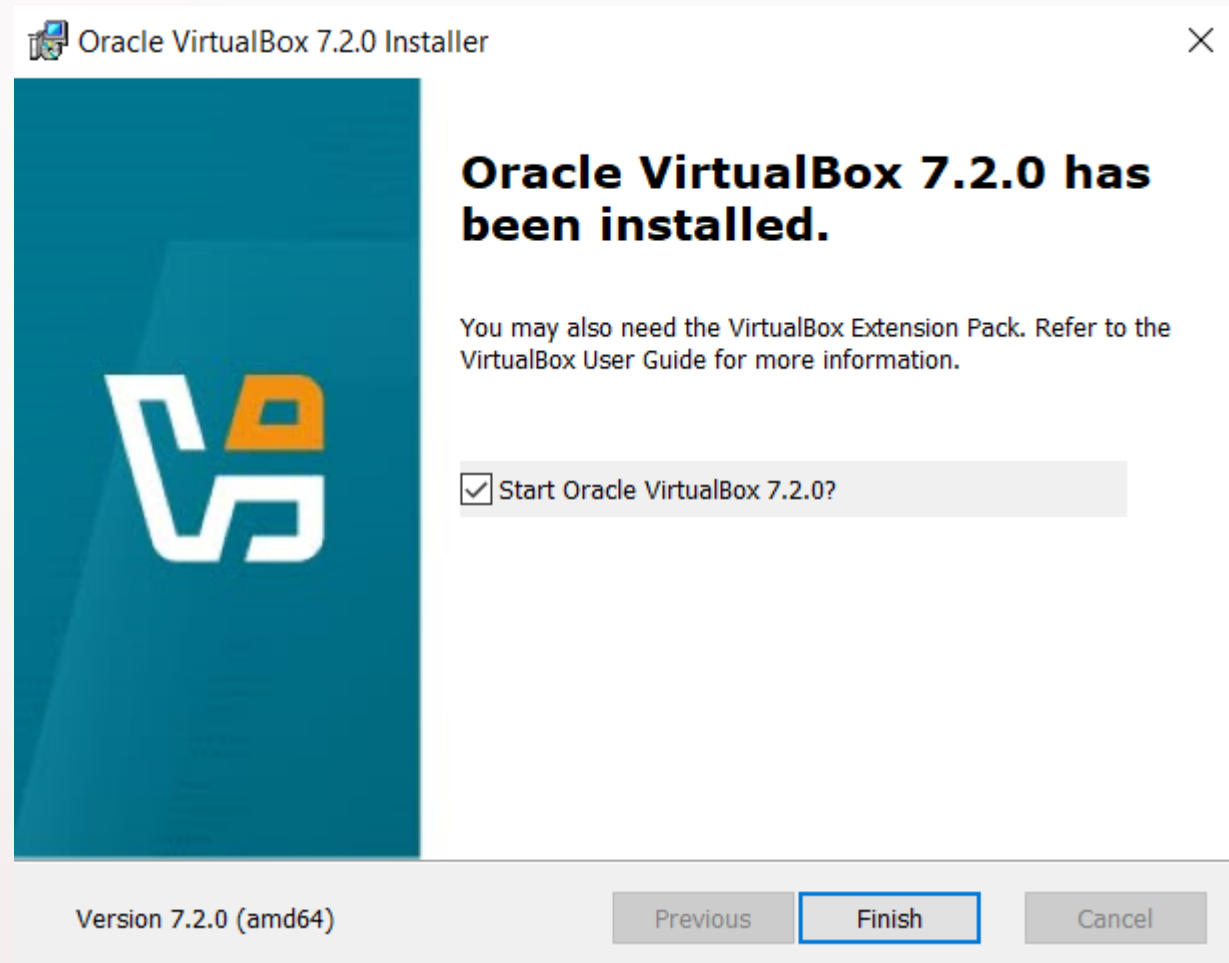 Oracle VirtualBox 7.2.0 Installer
Oracle VirtualBox 7.2.0 has
been installed.
You may also need the VirtualBox Extension Pack. Refer to the
VirtualBox User Guide for more information.
Start Oracle VirtualBox 7.2.0?
Version 7.2.0 (amd64)
Previous
Finish
Cancel